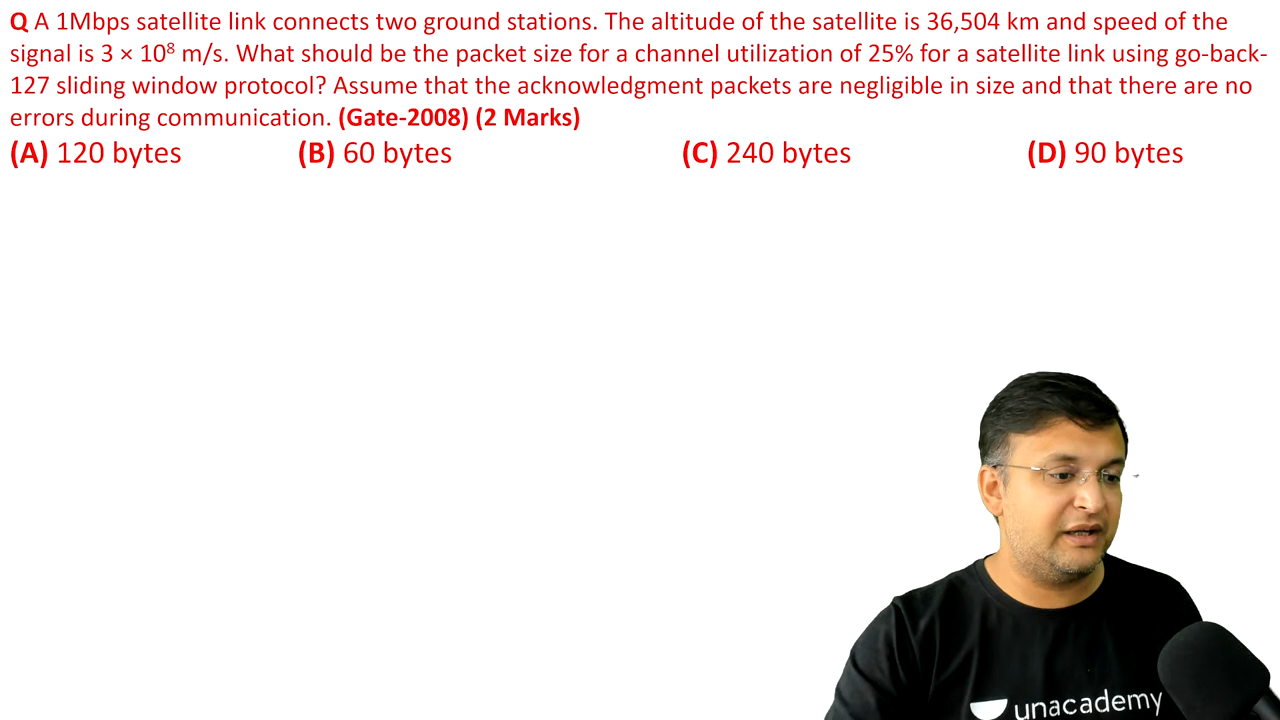 Q A 1Mbps satellite link connects two ground stations. The altitude of the satellite is 36,504 km and speed of the
signal is 3 × 10⁸ m/s. What should be the packet size for a channel utilization of 25% for a satellite link using go-back-
127 sliding window protocol? Assume that the acknowledgment packets are negligible in size and that there are no
errors during communication. (Gate-2008) (2 Marks)
(A) 120 bytes (B) 60 bytes (C) 240 bytes (D) 90 bytes
unacademy